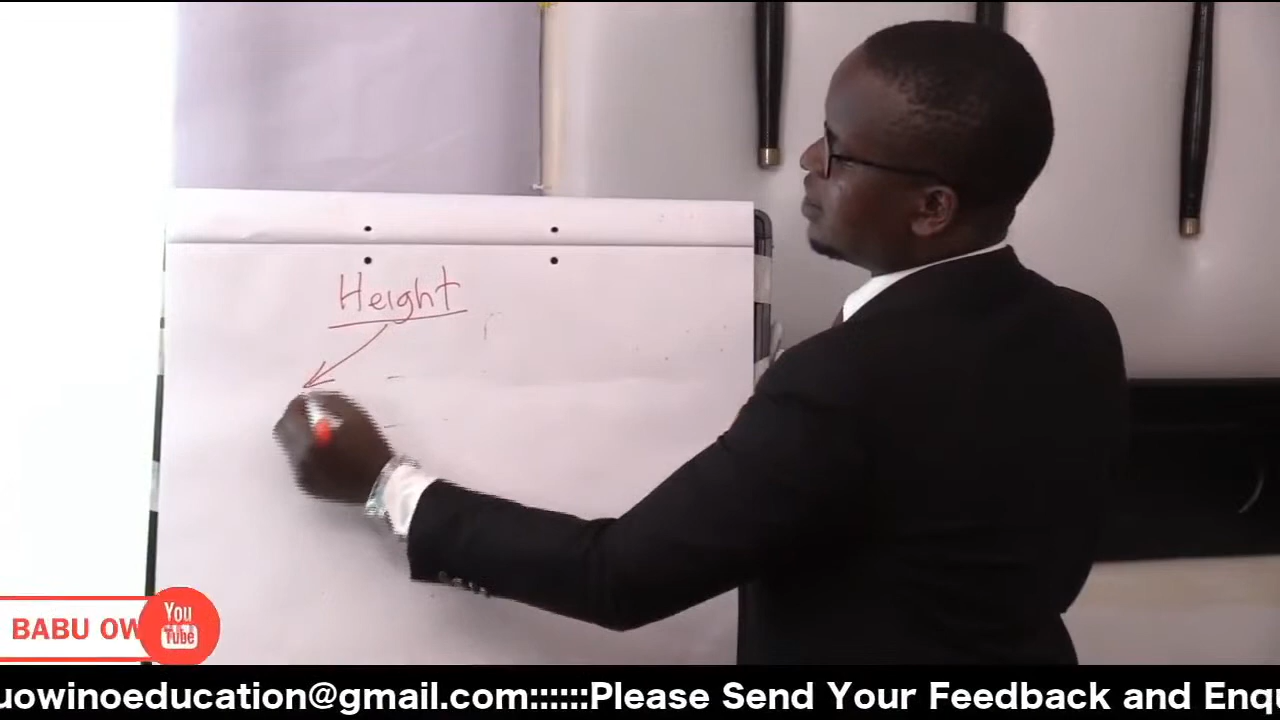 Height
BABU OW
You
Tube
uowinoeducation@gmail.com::::::Please Send Your Feedback and Enqu